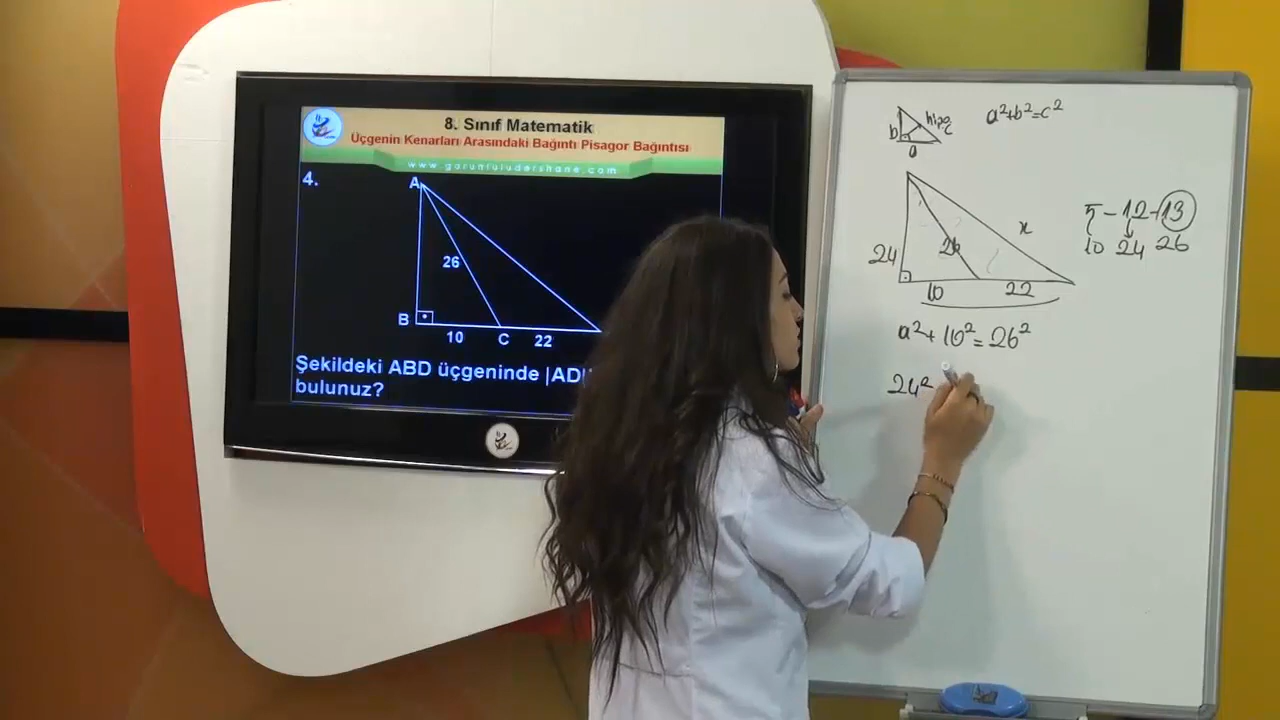 8. Sınıf Matematik
Üçgenin Kenarları Arasındaki Bağıntı Pisagor Bağıntısı
www.goruntuludershane.com
4.
A
26
B
10
C
22
Şekildeki ABD üçgeninde |AD|
bulunuz?
b
hipo
c
a
a²+b²=c²
24
26
x
10
22
5-12-13
10 24 26
a²+10²=26²
24²